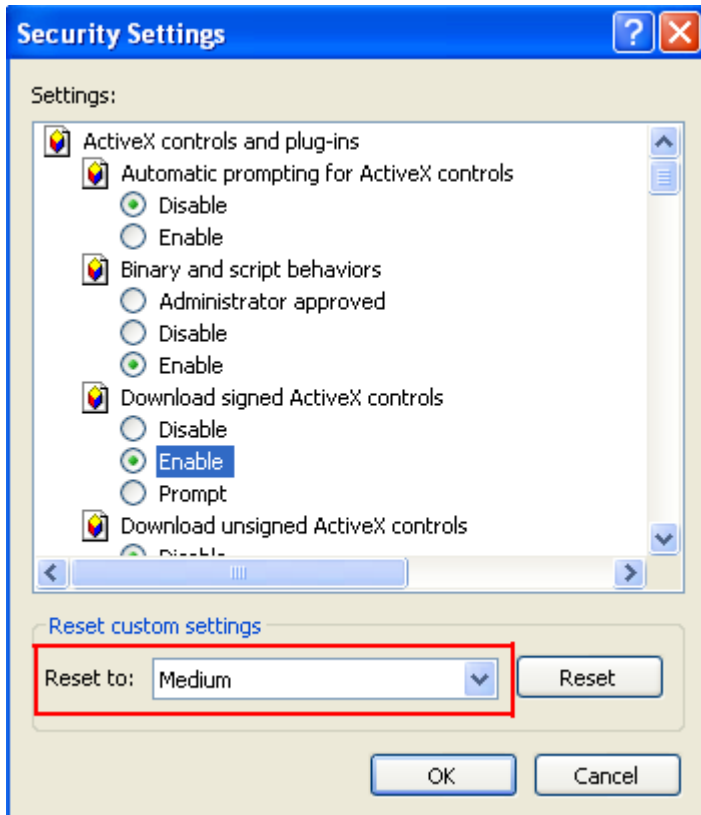 Security Settings
Settings:
ActiveX controls and plug-ins
Automatic prompting for ActiveX controls
Disable
Enable
Binary and script behaviors
Administrator approved
Disable
Enable
Download signed ActiveX controls
Disable
Enable
Prompt
Download unsigned ActiveX controls
Disable
Reset custom settings
Reset to: Medium Reset
OK Cancel